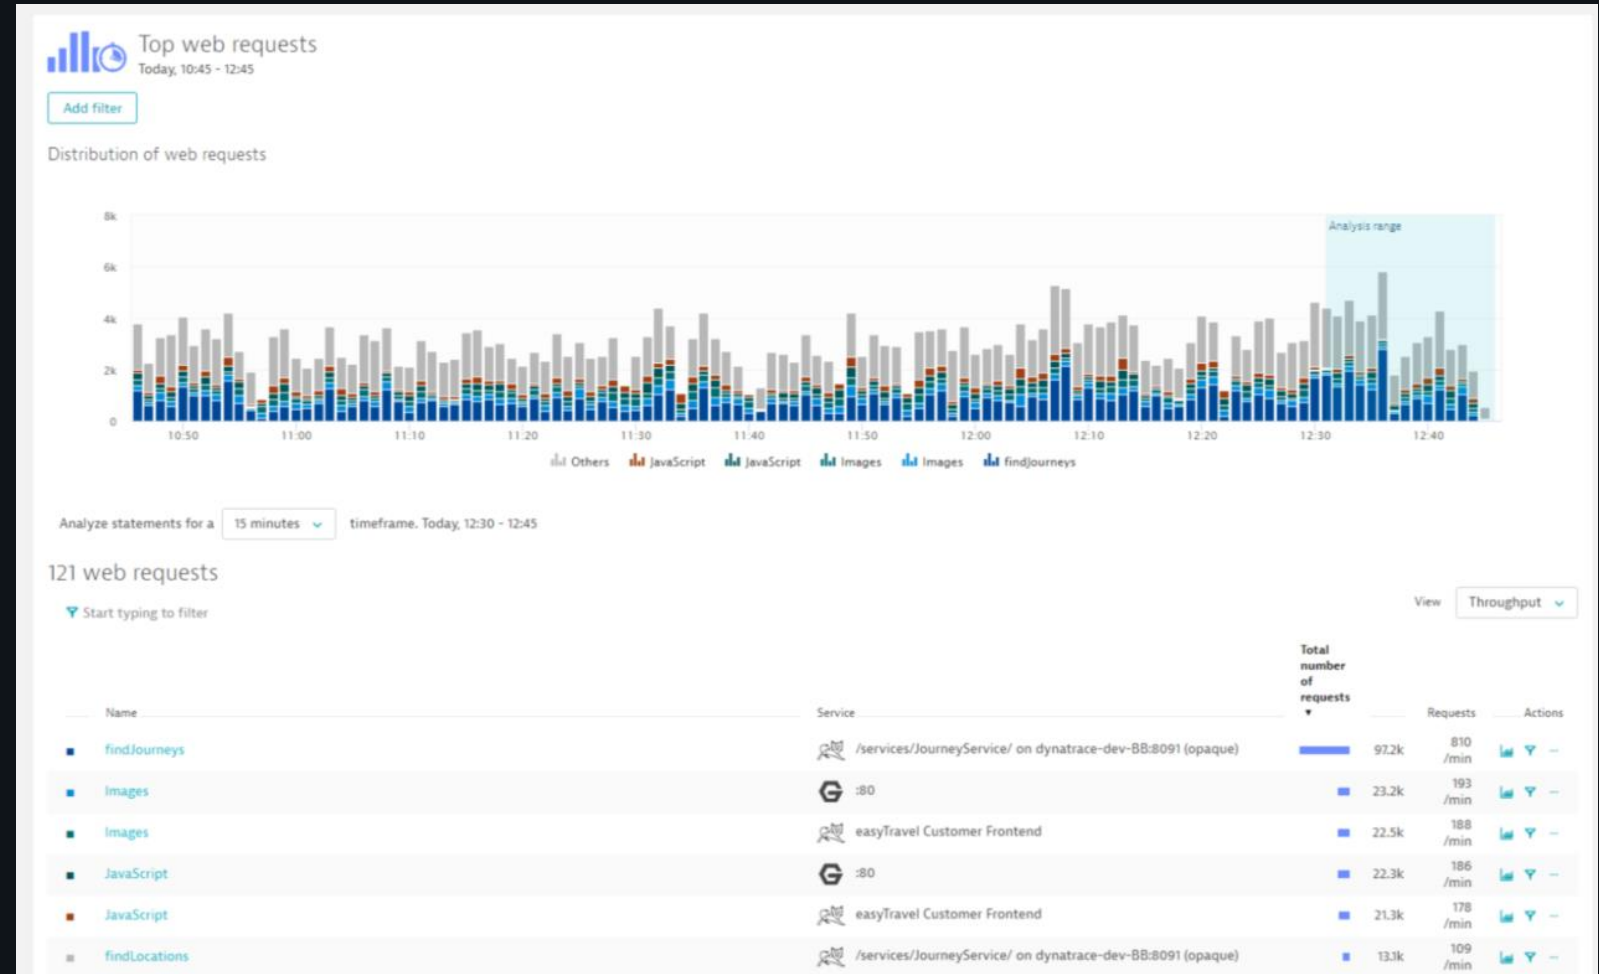 Top web requests
Today, 10:45 - 12:45
Add filter
Distribution of web requests
8k
6k
4k
2k
0
Analysis range
10:50 11:00 11:10 11:20 11:30 11:40 11:50 12:00 12:10 12:20 12:30 12:40
Others JavaScript JavaScript Images Images findJourneys
Analyze statements for a 15 minutes timeframe. Today, 12:30 - 12:45
121 web requests
Start typing to filter
View Throughput
Total
number
of
requests
Name Service Requests Actions
findJourneys /services/JourneyService/ on dynatrace-dev-BB:8091 (opaque) 97.2k 810
/min
Images :80 23.2k 193
/min
Images easyTravel Customer Frontend 22.5k 188
/min
JavaScript :80 22.3k 186
/min
JavaScript easyTravel Customer Frontend 21.3k 178
/min
findLocations /services/JourneyService/ on dynatrace-dev-BB:8091 (opaque) 13.1k 109
/min